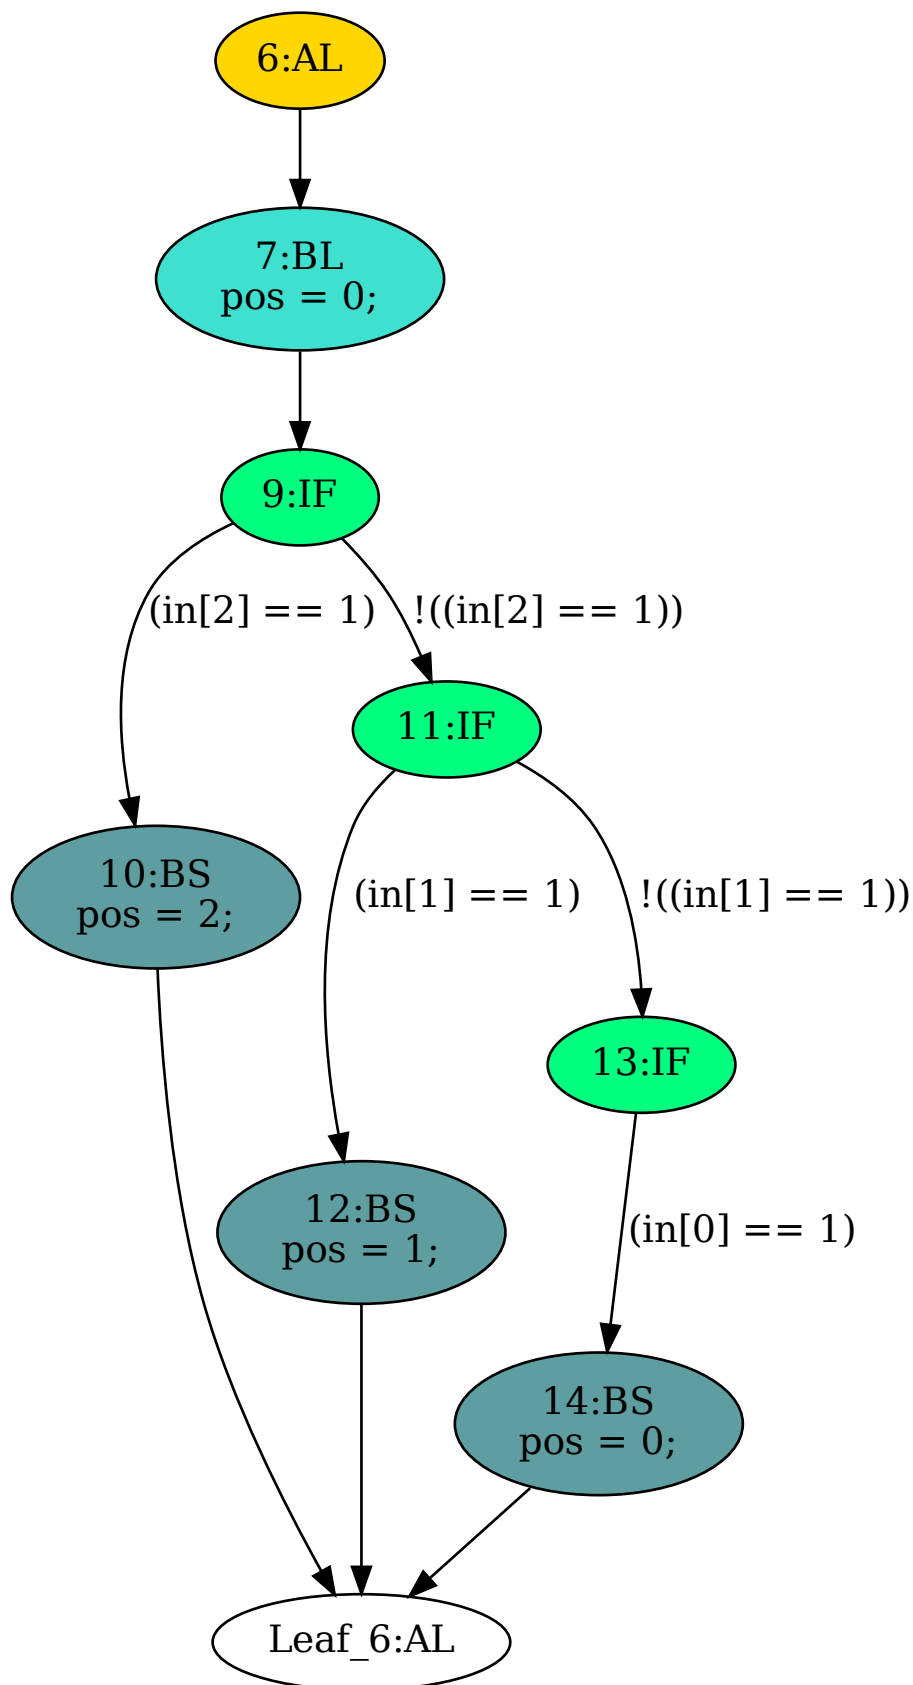 6:AL
7:BL
pos = 0;
9:IF
(in[2] == 1)
!((in[2] == 1))
11:IF
10:BS
pos = 2;
(in[1] == 1)
!((in[1] == 1))
13:IF
12:BS
pos = 1;
(in[0] == 1)
14:BS
pos = 0;
Leaf_6:AL